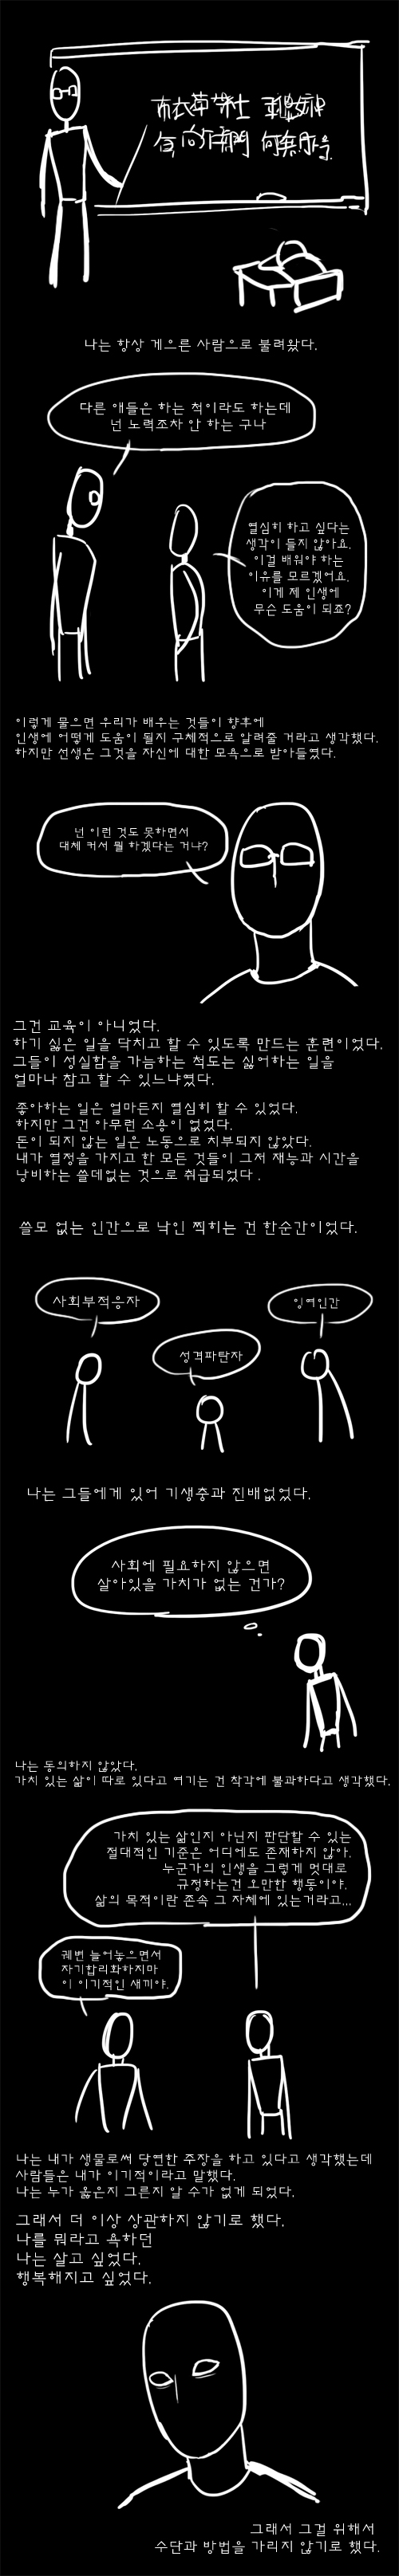 나는 항상 게으른 사람으로 불려왔다.
다른 애들은 하는 척이라도 하는데
넌 노력조차 안 하는 구나
열심히 하고 싶다는
생각이 들지 않아요.
이걸 배워야 하는
이유를 모르겠어요.
이게 제 인생에
무슨 도움이 되죠?
이렇게 물으면 우리가 배우는 것들이 향후에
인생에 어떻게 도움이 될지 구체적으로 알려줄 거라고 생각했다.
하지만 선생은 그것을 자신에 대한 모욕으로 받아들였다.
넌 이런 것도 못하면서
대체 커서 뭘 하겠다는 거냐?
그건 교육이 아니었다.
하기 싫은 일을 닥치고 할 수 있도록 만드는 훈련이었다.
그들이 성실함을 가늠하는 척도는 싫어하는 일을
얼마나 참고 할 수 있느냐였다.
좋아하는 일은 얼마든지 열심히 할 수 있었다.
하지만 그건 아무런 소용이 없었다.
돈이 되지 않는 일은 노동으로 치부되지 않았다.
내가 열정을 가지고 한 모든 것들이 그저 재능과 시간을
낭비하는 쓸데없는 것으로 취급되었다 .
쓸모 없는 인간으로 낙인 찍히는 건 한순간이었다.
사회부적응자
성격파탄자
잉여인간
나는 그들에게 있어 기생충과 진배없었다.
사회에 필요하지 않으면
살아있을 가치가 없는 건가?
나는 동의하지 않았다.
가치 있는 삶이 따로 있다고 여기는 건 착각에 불과하다고 생각했다.
가치 있는 삶인지 아닌지 판단할 수 있는
절대적인 기준은 어디에도 존재하지 않아.
누군가의 인생을 그렇게 멋대로
규정하는건 오만한 행동이야.
삶의 목적이란 존속 그 자체에 있는거라고...
궤변 늘어놓으면서
자기합리화하지마
이 이기적인 새끼야.
나는 내가 생물로써 당연한 주장을 하고 있다고 생각했는데
사람들은 내가 이기적이라고 말했다.
나는 누가 옳은지 그른지 알 수가 없게 되었다.
그래서 더 이상 상관하지 않기로 했다.
나를 뭐라고 욕하던
나는 살고 싶었다.
행복해지고 싶었다.
그래서 그걸 위해서
수단과 방법을 가리지 않기로 했다.